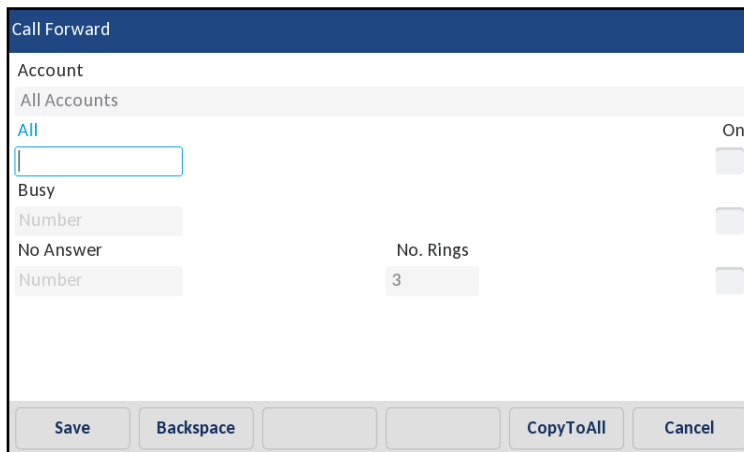 Call Forward
Account
All Accounts
All On
Busy
Number
No Answer No. Rings
Number 3
Save Backspace CopyToAll Cancel